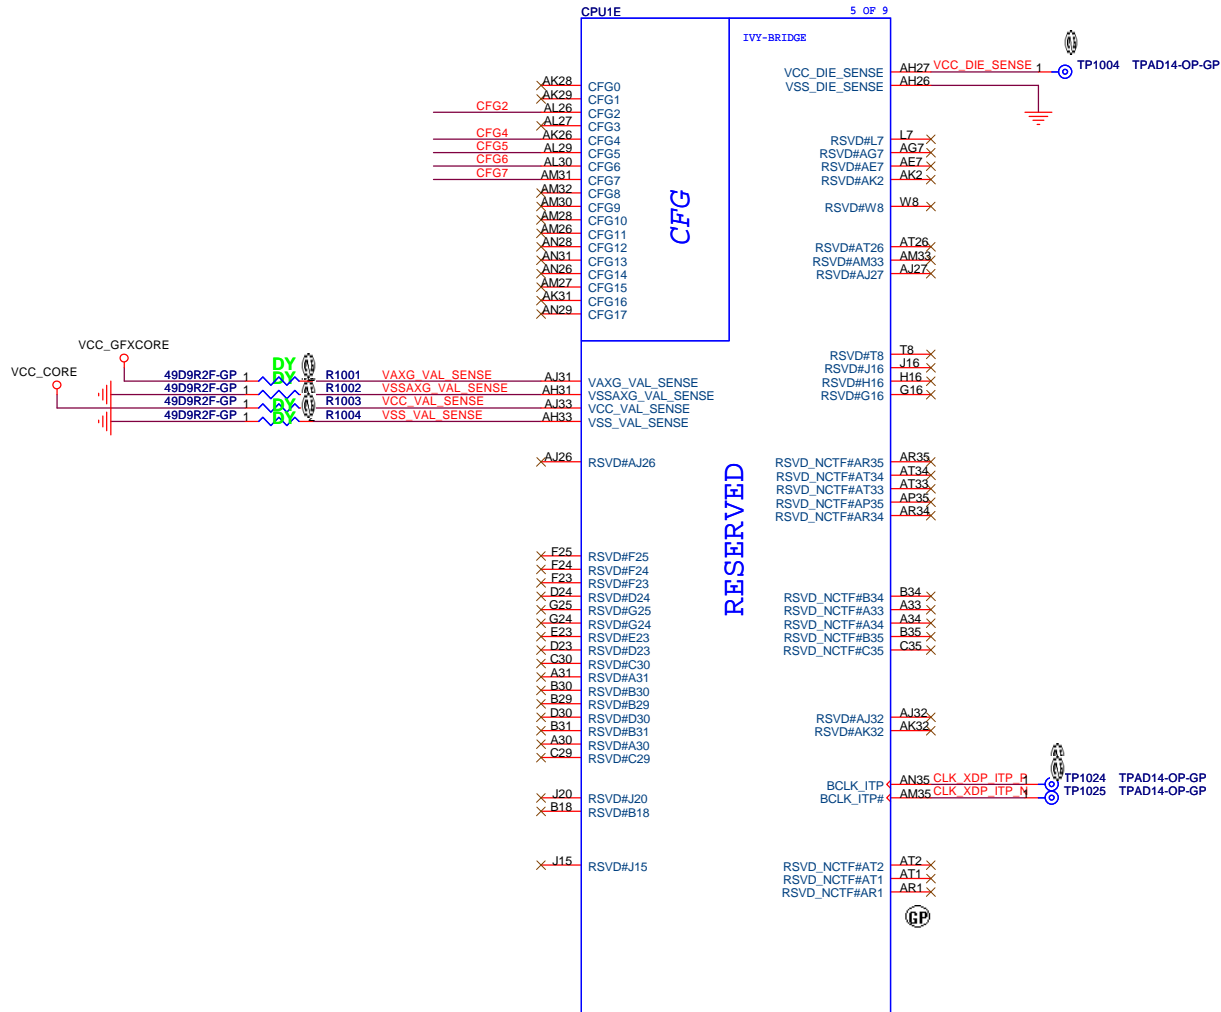 CPU1E
5 OF 9
IVY-BRIDGE
CFG
RESERVED
CFG2
CFG4
CFG5
CFG6
CFG7
AK28 CFG0
AK29 CFG1
AL26 CFG2
AL27 CFG3
AK26 CFG4
AL29 CFG5
AL30 CFG6
AM31 CFG7
AM32 CFG8
AM30 CFG9
AM28 CFG10
AM26 CFG11
AN28 CFG12
AN31 CFG13
AN26 CFG14
AM27 CFG15
AK31 CFG16
AN29 CFG17
VCC_GFXCORE
VCC_CORE
DY
DY
DY
DY
49D9R2F-GP 1 R1001 VAXG_VAL_SENSE AJ31 VAXG_VAL_SENSE
49D9R2F-GP 1 R1002 VSSAXG_VAL_SENSE AH31 VSSAXG_VAL_SENSE
49D9R2F-GP 1 R1003 VCC_VAL_SENSE AJ33 VCC_VAL_SENSE
49D9R2F-GP 1 2 R1004 VSS_VAL_SENSE AH33 VSS_VAL_SENSE
AJ26 RSVD#AJ26
F25 RSVD#F25
F24 RSVD#F24
F23 RSVD#F23
D24 RSVD#D24
G25 RSVD#G25
G24 RSVD#G24
E23 RSVD#E23
D23 RSVD#D23
C30 RSVD#C30
A31 RSVD#A31
B30 RSVD#B30
B29 RSVD#B29
D30 RSVD#D30
B31 RSVD#B31
A30 RSVD#A30
C29 RSVD#C29
J20 RSVD#J20
B18 RSVD#B18
J15 RSVD#J15
VCC_DIE_SENSE AH27 VCC_DIE_SENSE 1 TP1004 TPAD14-OP-GP
VSS_DIE_SENSE AH26
RSVD#L7 L7
RSVD#AG7 AG7
RSVD#AE7 AE7
RSVD#AK2 AK2
RSVD#W8 W8
RSVD#AT26 AT26
RSVD#AM33 AM33
RSVD#AJ27 AJ27
RSVD#T8 T8
RSVD#J16 J16
RSVD#H16 H16
RSVD#G16 G16
RSVD_NCTF#AR35 AR35
RSVD_NCTF#AT34 AT34
RSVD_NCTF#AT33 AT33
RSVD_NCTF#AP35 AP35
RSVD_NCTF#AR34 AR34
RSVD_NCTF#B34 B34
RSVD_NCTF#A33 A33
RSVD_NCTF#A34 A34
RSVD_NCTF#B35 B35
RSVD_NCTF#C35 C35
RSVD#AJ32 AJ32
RSVD#AK32 AK32
BCLK_ITP AN35 CLK_XDP_ITP_P 1 TP1024 TPAD14-OP-GP
BCLK_ITP# AM35 CLK_XDP_ITP_N 1 TP1025 TPAD14-OP-GP
RSVD_NCTF#AT2 AT2
RSVD_NCTF#AT1 AT1
RSVD_NCTF#AR1 AR1
GP